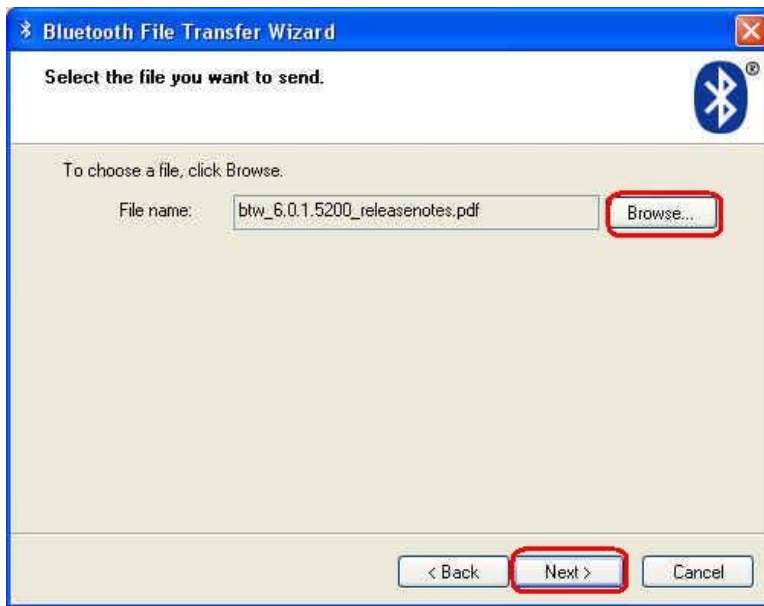 Bluetooth File Transfer Wizard
Select the file you want to send.
®
To choose a file, click Browse.
File name: btw_6.0.1.5200_releasenotes.pdf Browse...
< Back Next > Cancel